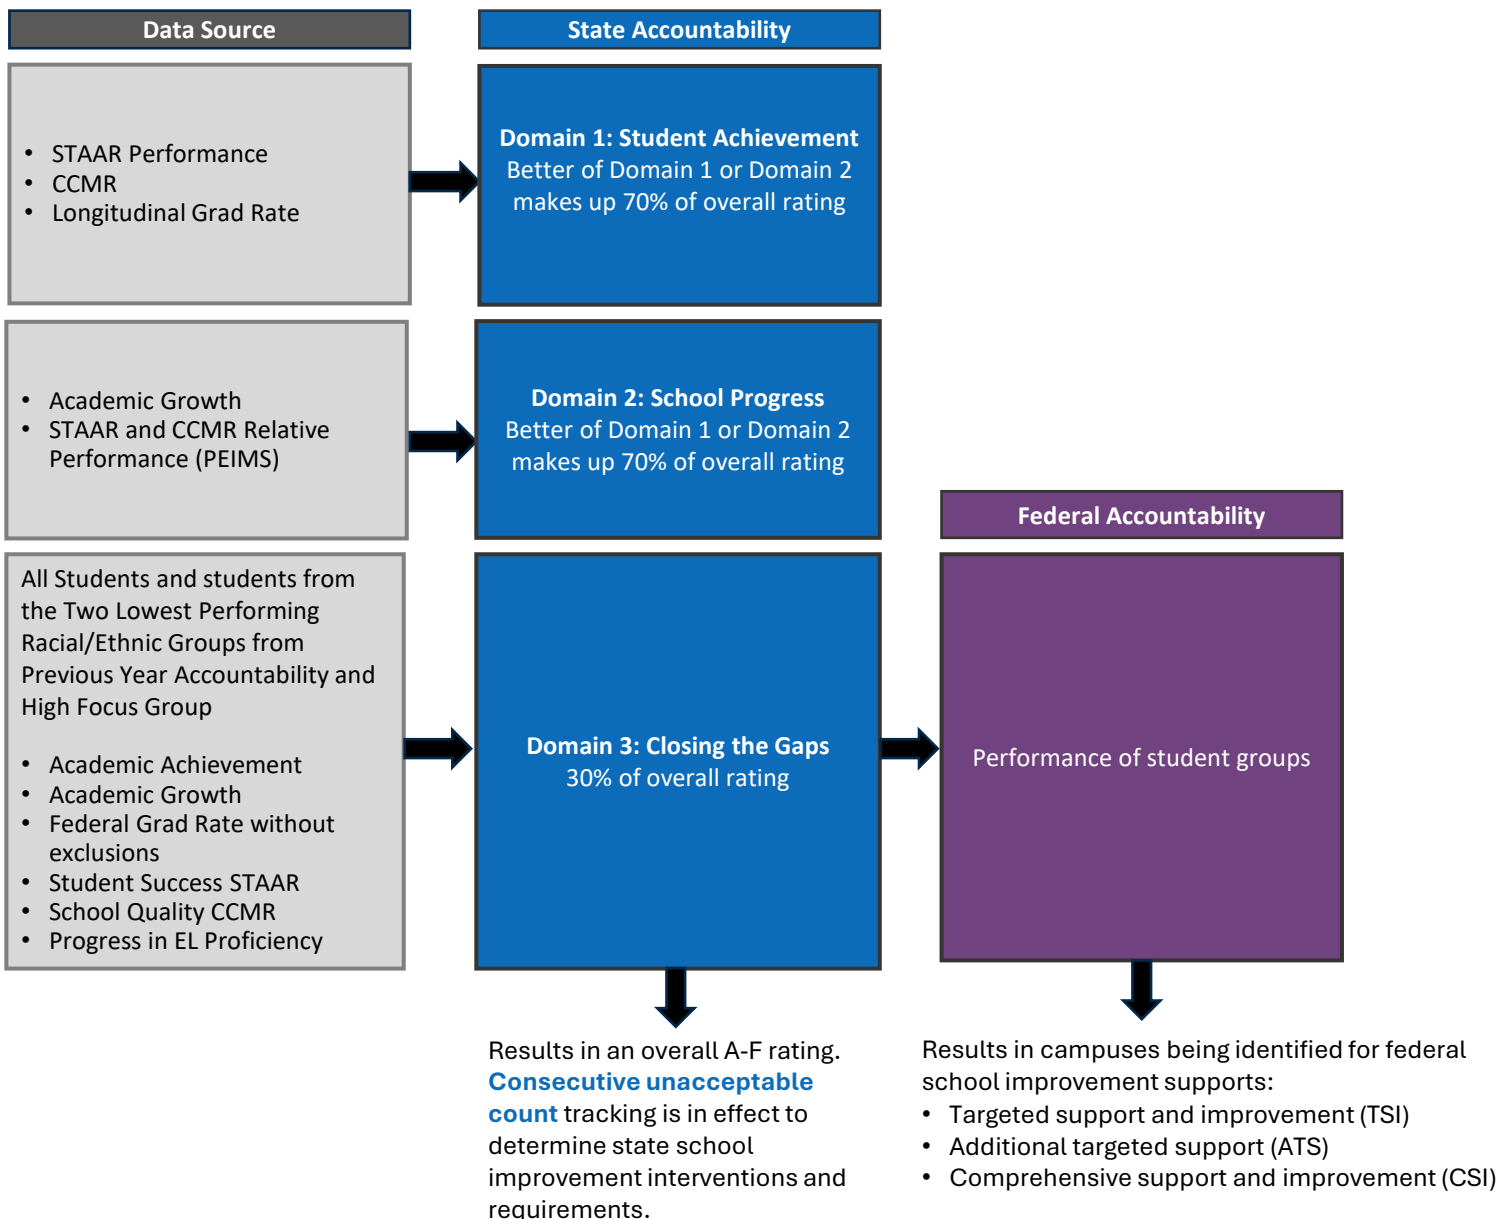 Data Source
State Accountability
• STAAR Performance
• CCMR
• Longitudinal Grad Rate
Domain 1: Student Achievement
Better of Domain 1 or Domain 2
makes up 70% of overall rating
• Academic Growth
• STAAR and CCMR Relative
Performance (PEIMS)
Domain 2: School Progress
Better of Domain 1 or Domain 2
makes up 70% of overall rating
Federal Accountability
All Students and students from
the Two Lowest Performing
Racial/Ethnic Groups from
Previous Year Accountability and
High Focus Group
• Academic Achievement
• Academic Growth
• Federal Grad Rate without
exclusions
• Student Success STAAR
• School Quality CCMR
• Progress in EL Proficiency
Domain 3: Closing the Gaps
30% of overall rating
Performance of student groups
Results in an overall A-F rating.
Consecutive unacceptable
count tracking is in effect to
determine state school
improvement interventions and
requirements.
Results in campuses being identified for federal
school improvement supports:
• Targeted support and improvement (TSI)
• Additional targeted support (ATS)
• Comprehensive support and improvement (CSI)